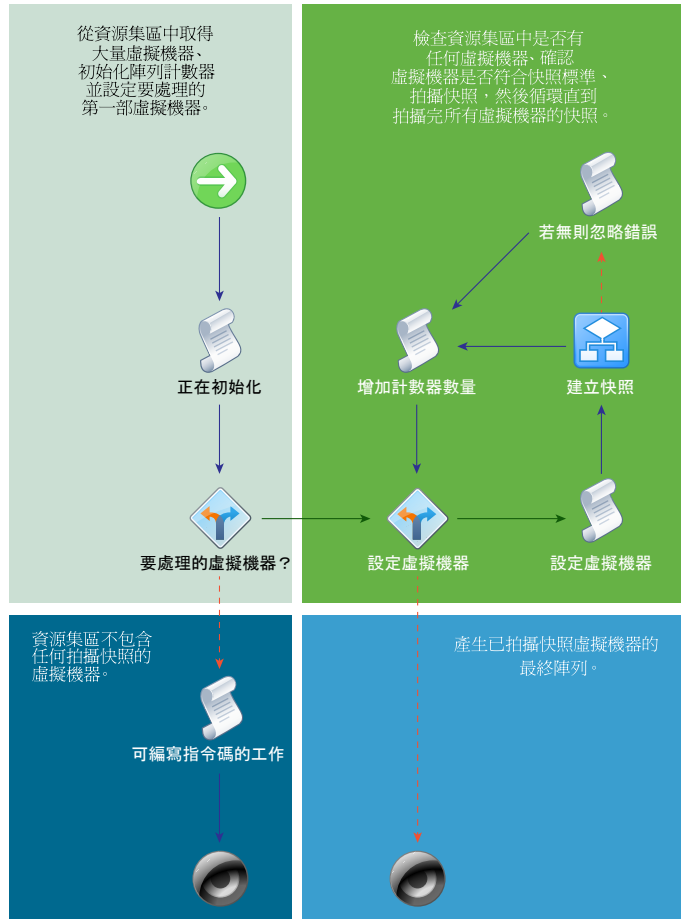 從資源集區中取得
大量虛擬機器、
初始化陣列計數器
並設定要處理的
第一部虛擬機器。
檢查資源集區中是否有
任何虛擬機器、確認
虛擬機器是否符合快照標準、
拍攝快照，然後循環直到
拍攝完所有虛擬機器的快照。
若無則忽略錯誤
正在初始化
增加計數器數量
建立快照
要處理的虛擬機器？
設定虛擬機器
設定虛擬機器
資源集區不包含
任何拍攝快照的
虛擬機器。
產生已拍攝快照虛擬機器的
最終陣列。
可編寫指令碼的工作